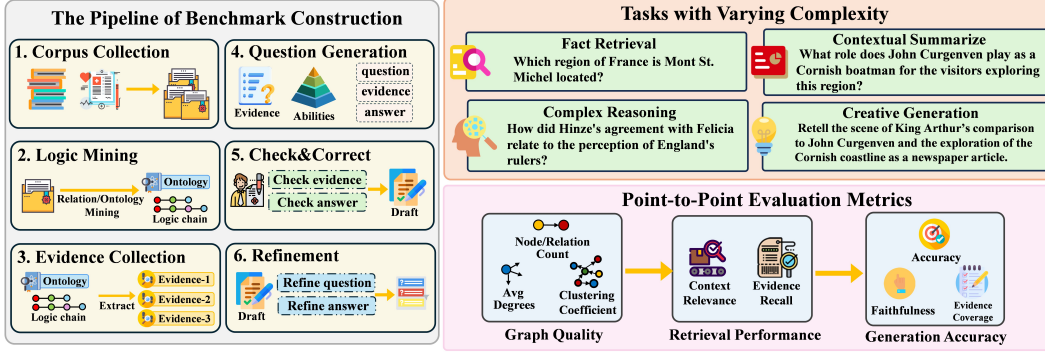 The Pipeline of Benchmark Construction
1. Corpus Collection
4. Question Generation
Evidence
Abilities
question
evidence
answer
2. Logic Mining
Relation/Ontology
Mining
Ontology
Logic chain
5. Check&Correct
Check evidence
Check answer
Draft
3. Evidence Collection
Ontology
Logic chain
Extract
Evidence-1
Evidence-2
Evidence-3
6. Refinement
Draft
Refine question
Refine answer
Tasks with Varying Complexity
Fact Retrieval
Which region of France is Mont St.
Michel located?
Contextual Summarize
What role does John Curgenven play as a
Cornish boatman for the visitors exploring
this region?
Complex Reasoning
How did Hinze's agreement with Felicia
relate to the perception of England's
rulers?
Creative Generation
Retell the scene of King Arthur's comparison
to John Curgenven and the exploration of the
Cornish coastline as a newspaper article.
Point-to-Point Evaluation Metrics
Node/Relation
Count
Avg
Degrees
Clustering
Coefficient
Graph Quality
Context
Relevance
Evidence
Recall
Retrieval Performance
Accuracy
Faithfulness
Evidence
Coverage
Generation Accuracy